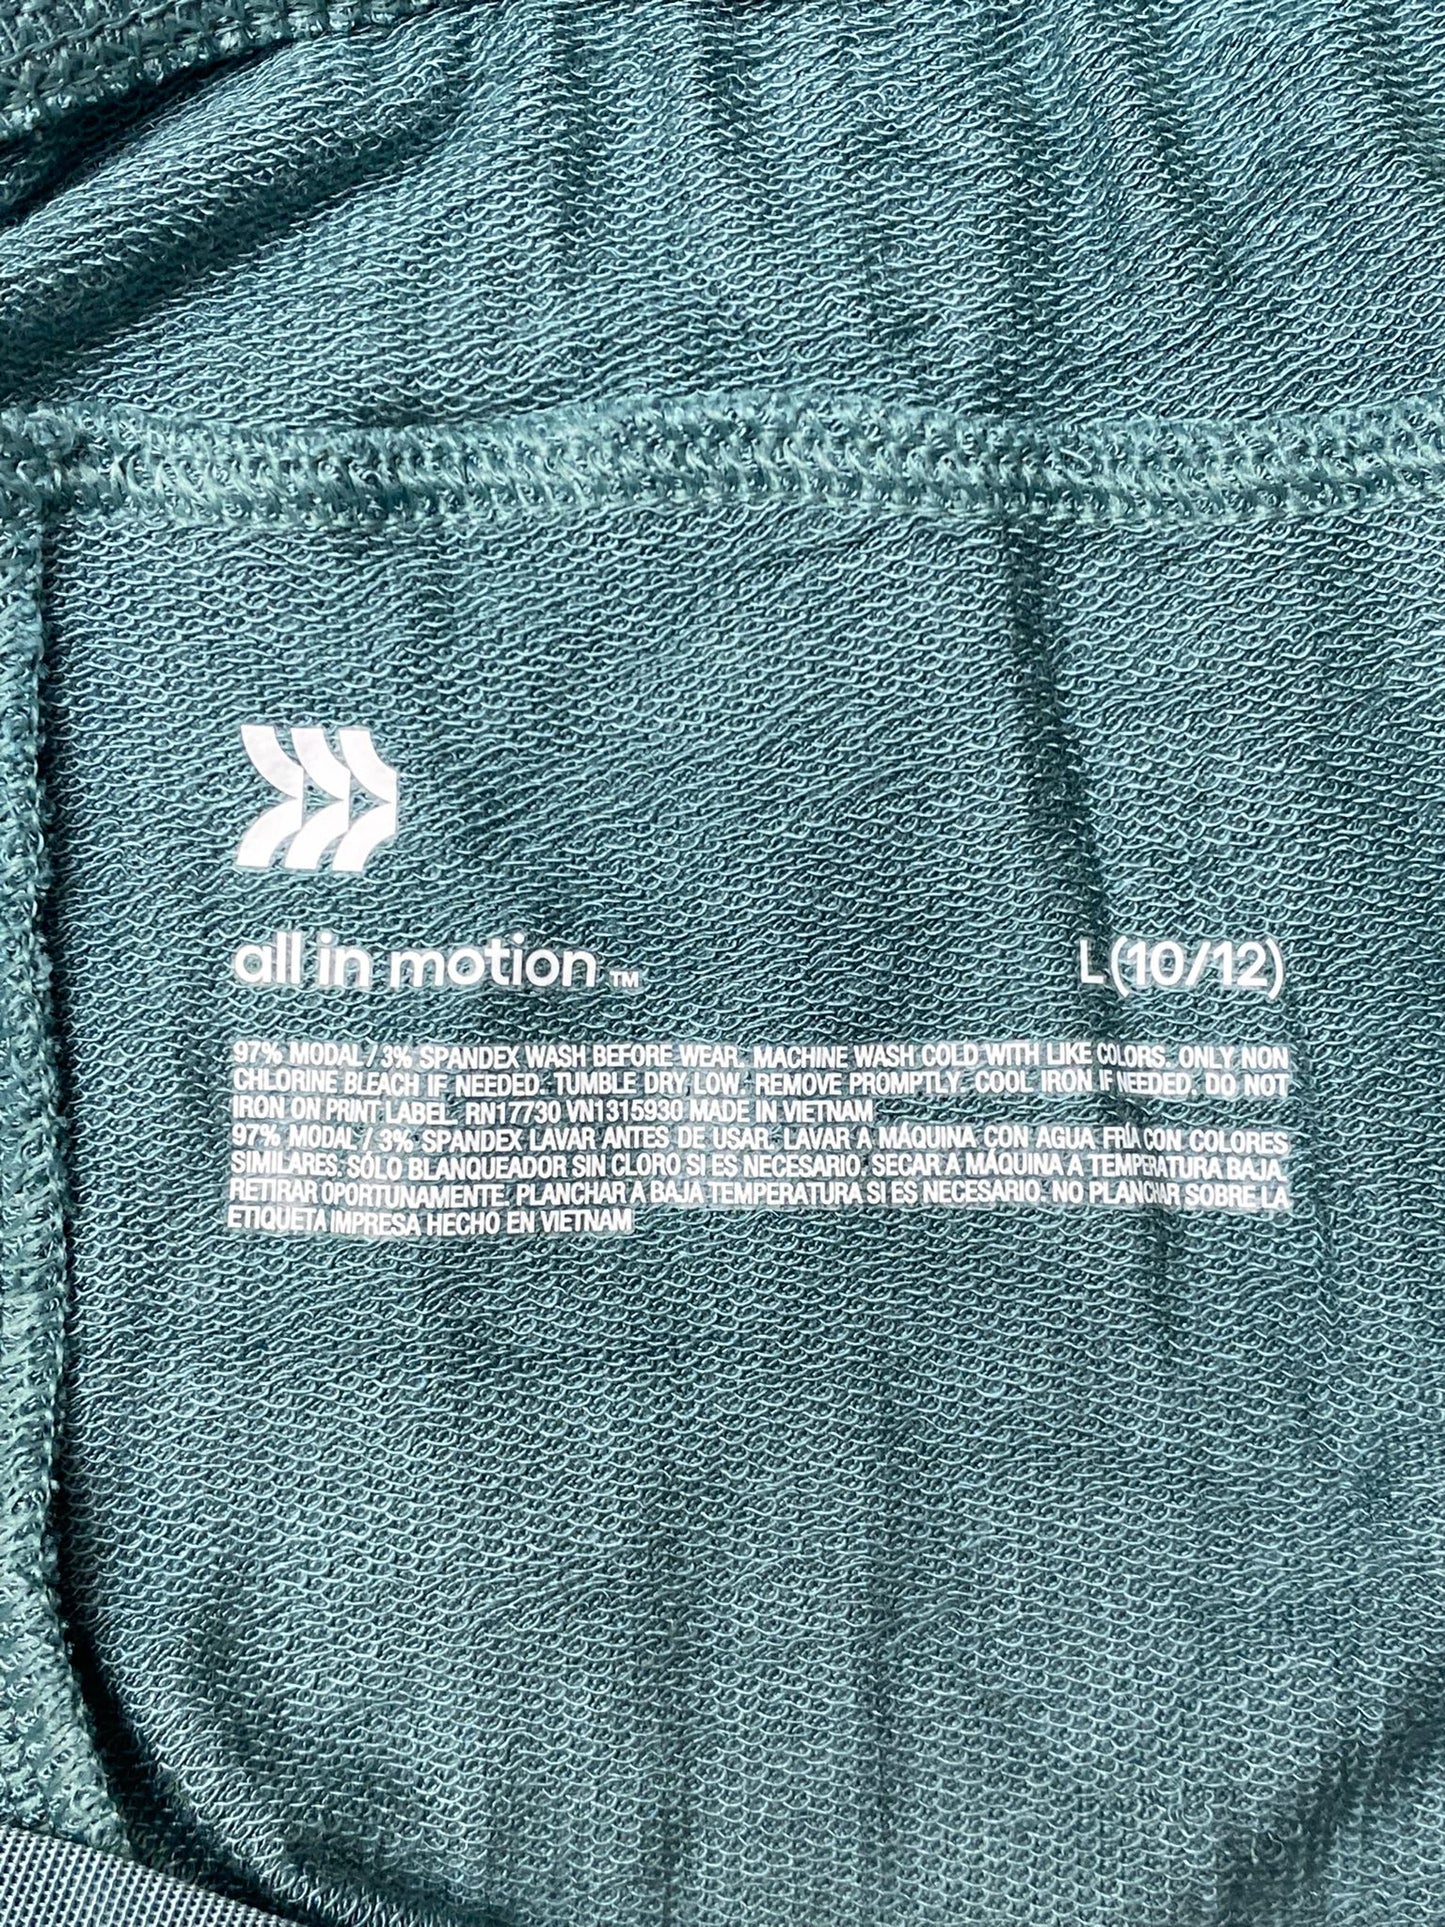 all in motion™ L(10/12)
97% MODAL / 3% SPANDEX WASH BEFORE WEAR. MACHINE WASH COLD WITH LIKE COLORS. ONLY NON
CHLORINE BLEACH IF NEEDED. TUMBLE DRY LOW. REMOVE PROMPTLY. COOL IRON IF NEEDED. DO NOT
IRON ON PRINT LABEL. RN17730 VN1315930 MADE IN VIETNAM
97% MODAL / 3% SPANDEX LAVAR ANTES DE USAR. LAVAR A MÁQUINA CON AGUA FRÍA CON COLORES
SIMILARES. SÓLO BLANQUEADOR SIN CLORO SI ES NECESARIO. SECAR A MÁQUINA A TEMPERATURA BAJA.
RETIRAR OPORTUNAMENTE. PLANCHAR A BAJA TEMPERATURA SI ES NECESARIO. NO PLANCHAR SOBRE LA
ETIQUETA IMPRESA HECHO EN VIETNAM